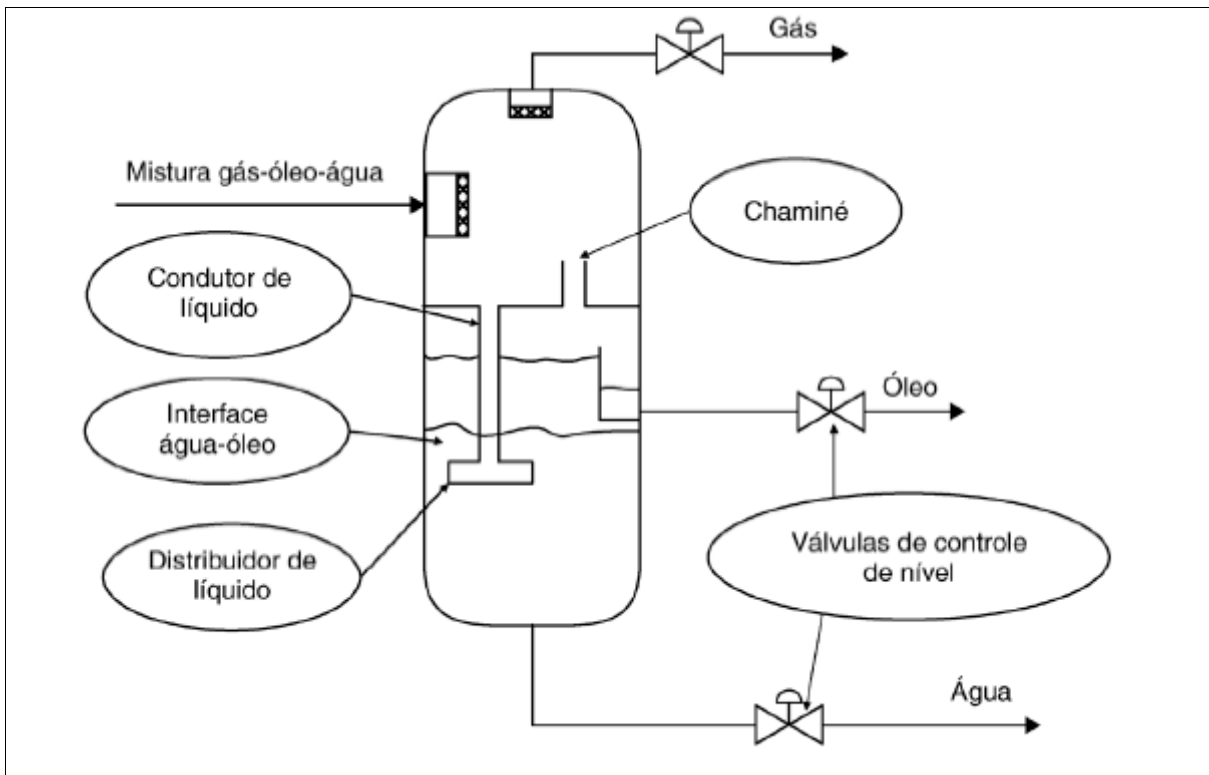 Gás
Mistura gás-óleo-água
Chaminé
Condutor de
líquido
Interface
água-óleo
Óleo
Distribuidor de
líquido
Válvulas de controle
de nível
Água